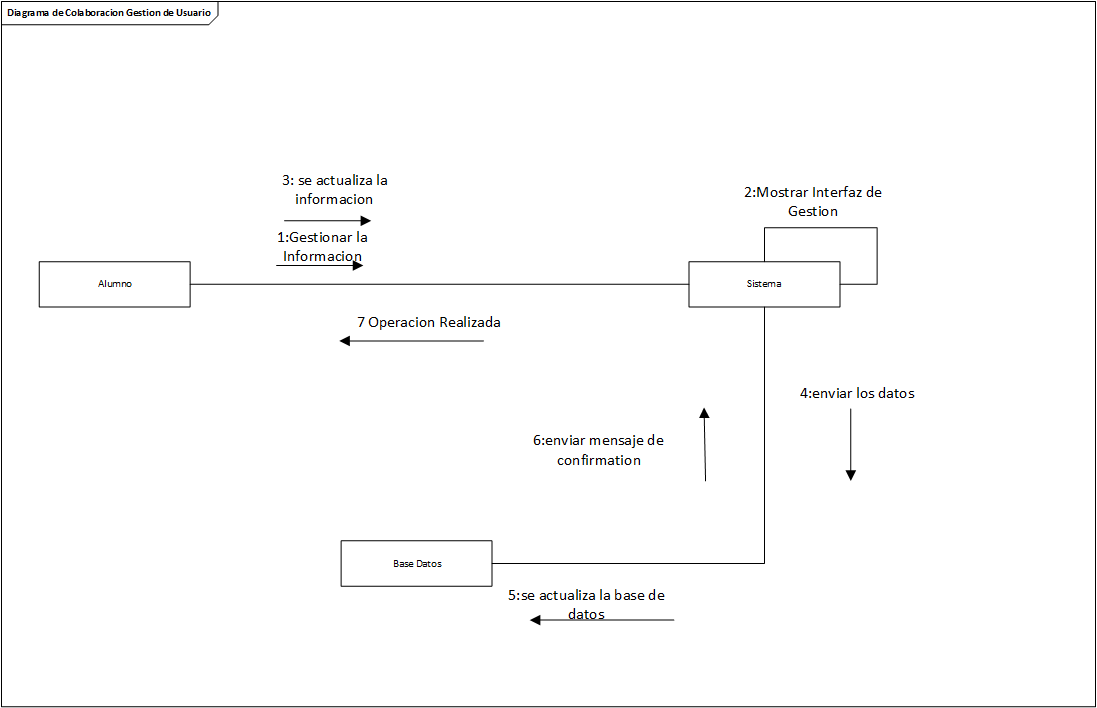 Diagrama de Colaboracion Gestion de Usuario
3: se actualiza la
informacion
1:Gestionar la
Informacion
2:Mostrar Interfaz de
Gestion
Alumno
Sistema
7 Operacion Realizada
4:enviar los datos
6:enviar mensaje de
confirmation
Base Datos
5:se actualiza la base de
datos